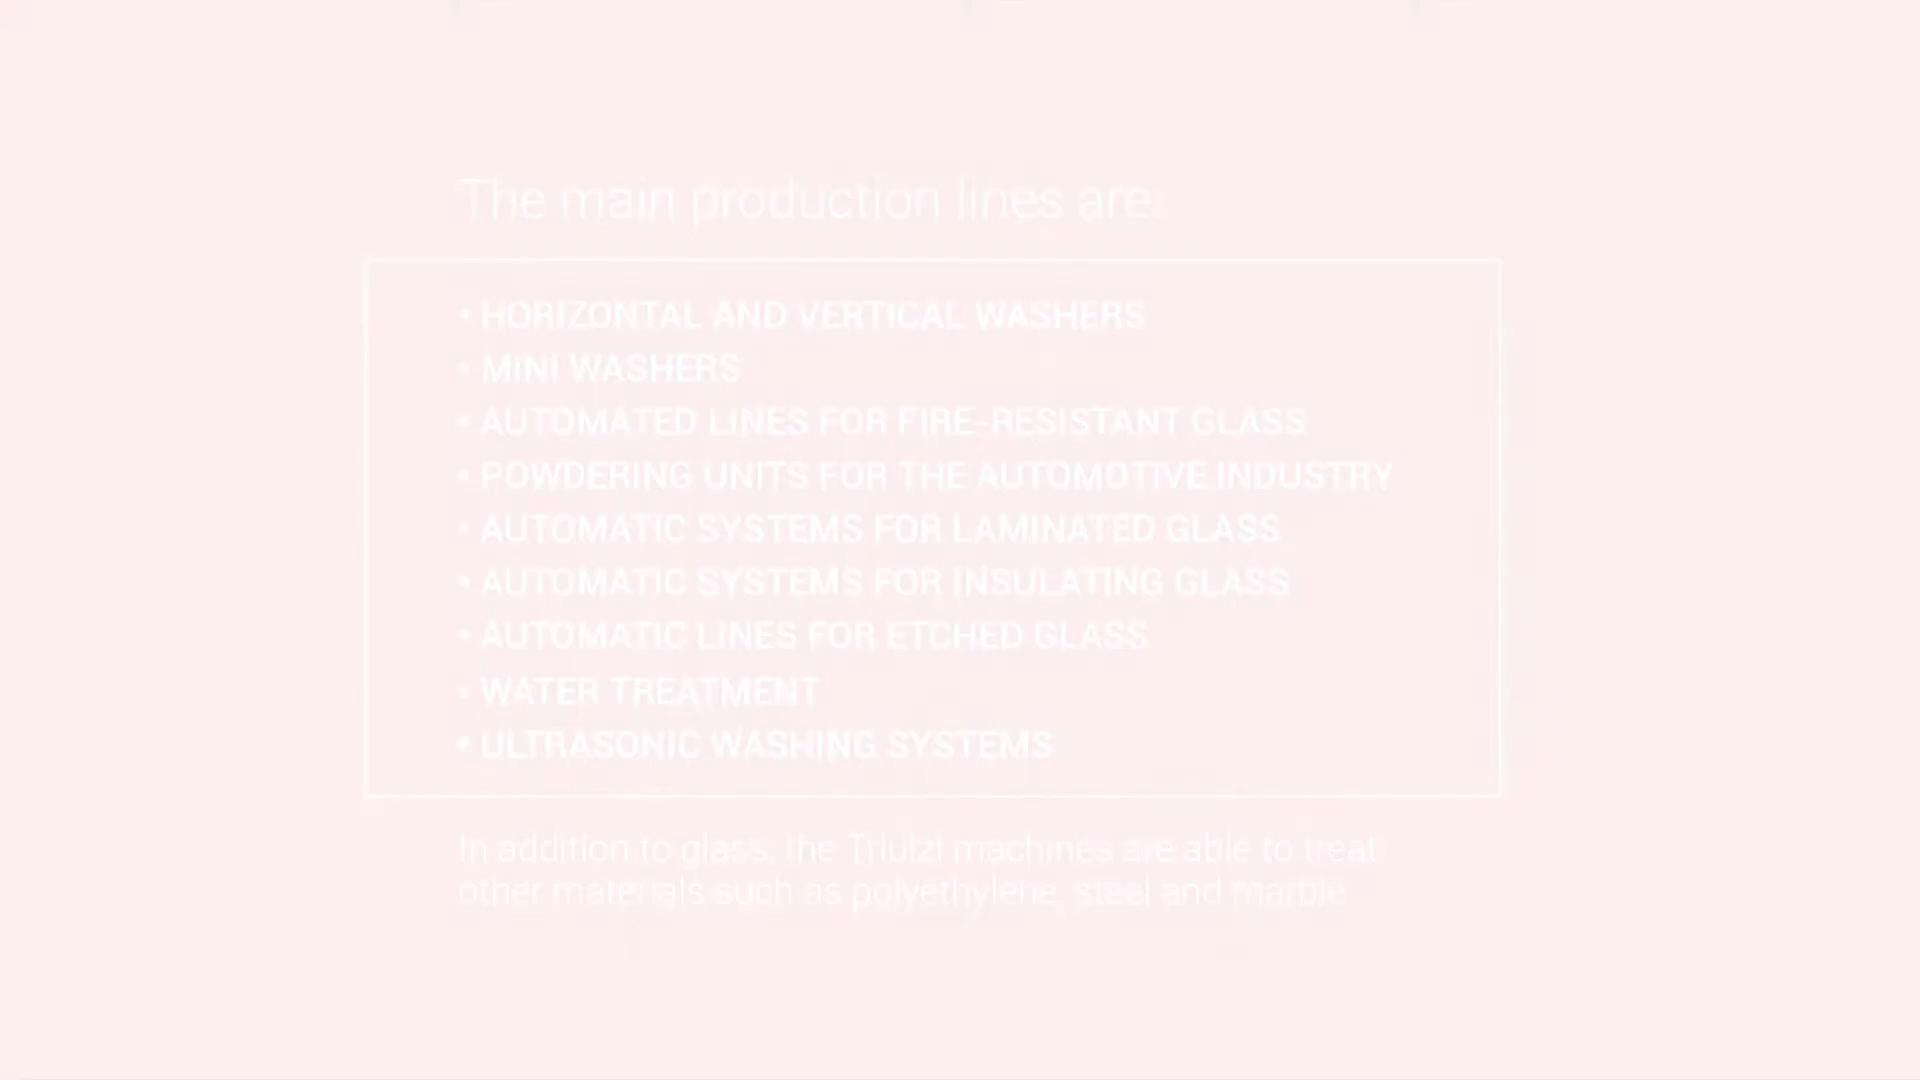 The main production lines are:
• HORIZONTAL AND VERTICAL WASHERS
• MINI WASHERS
• AUTOMATED LINES FOR FIRE-RESISTANT GLASS
• POWDERING UNITS FOR THE AUTOMOTIVE INDUSTRY
• AUTOMATIC SYSTEMS FOR LAMINATED GLASS
• AUTOMATIC SYSTEMS FOR INSULATING GLASS
• AUTOMATIC LINES FOR ETCHED GLASS
• WATER TREATMENT
• ULTRASONIC WASHING SYSTEMS
In addition to glass, the Triulzi machines are able to treat
other materials such as polyethylene, steel and marble